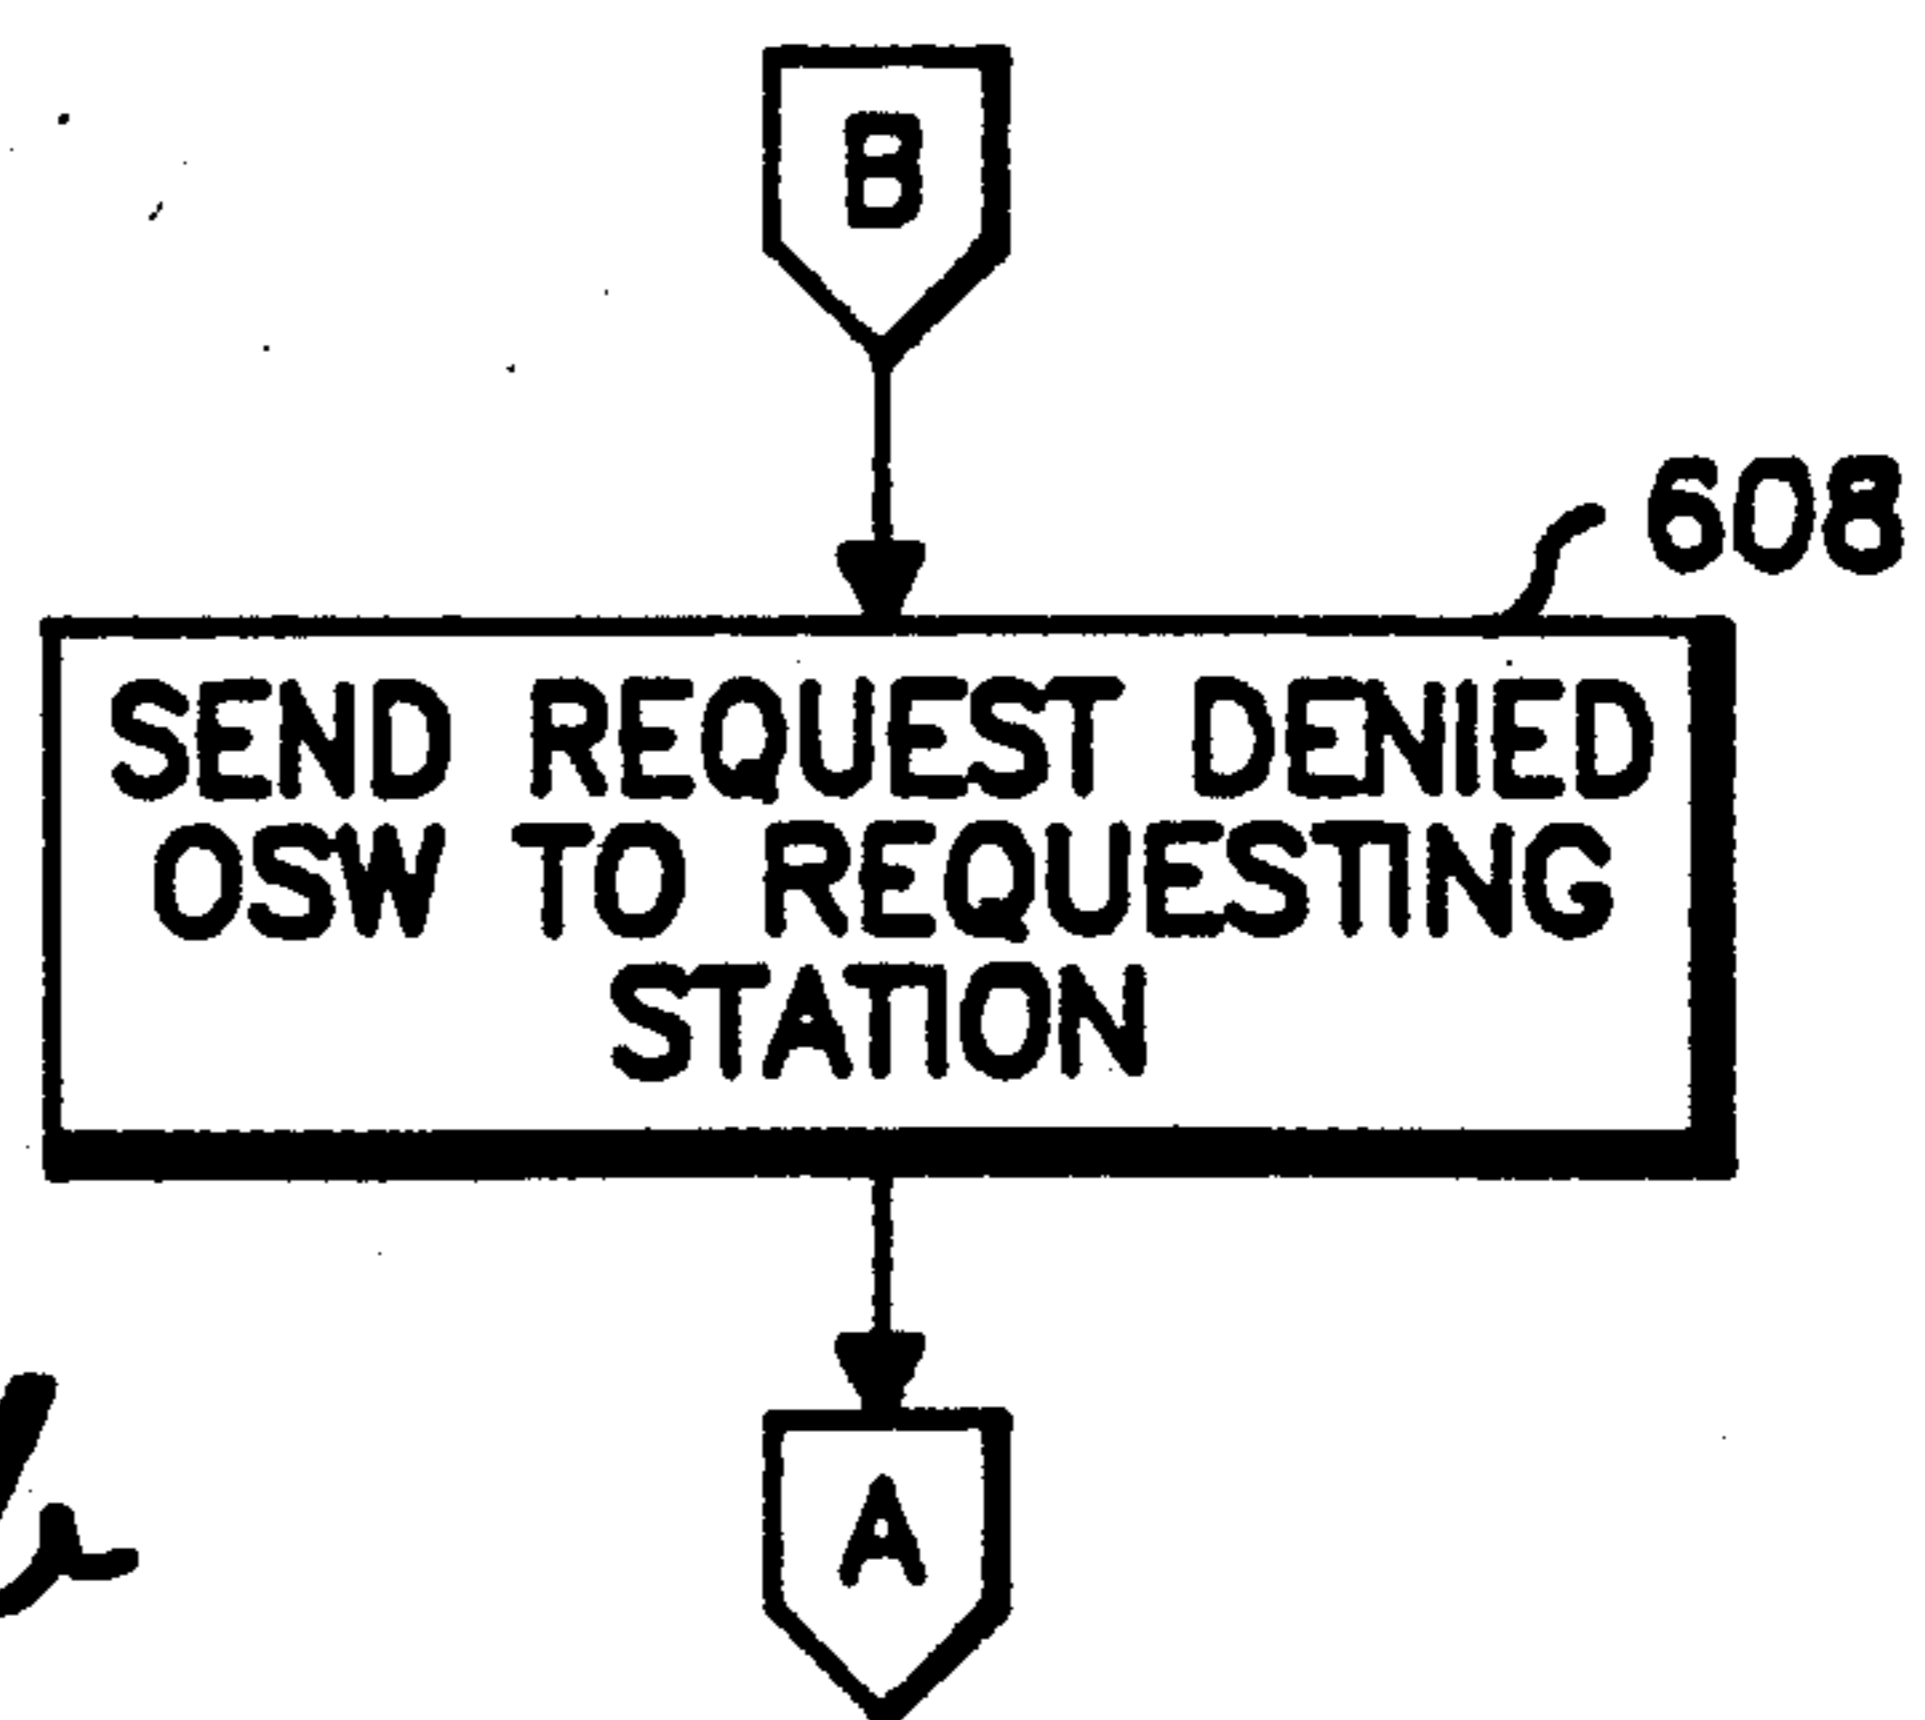 B
608
SEND REQUEST DENIED
OSW TO REQUESTING
STATION
A